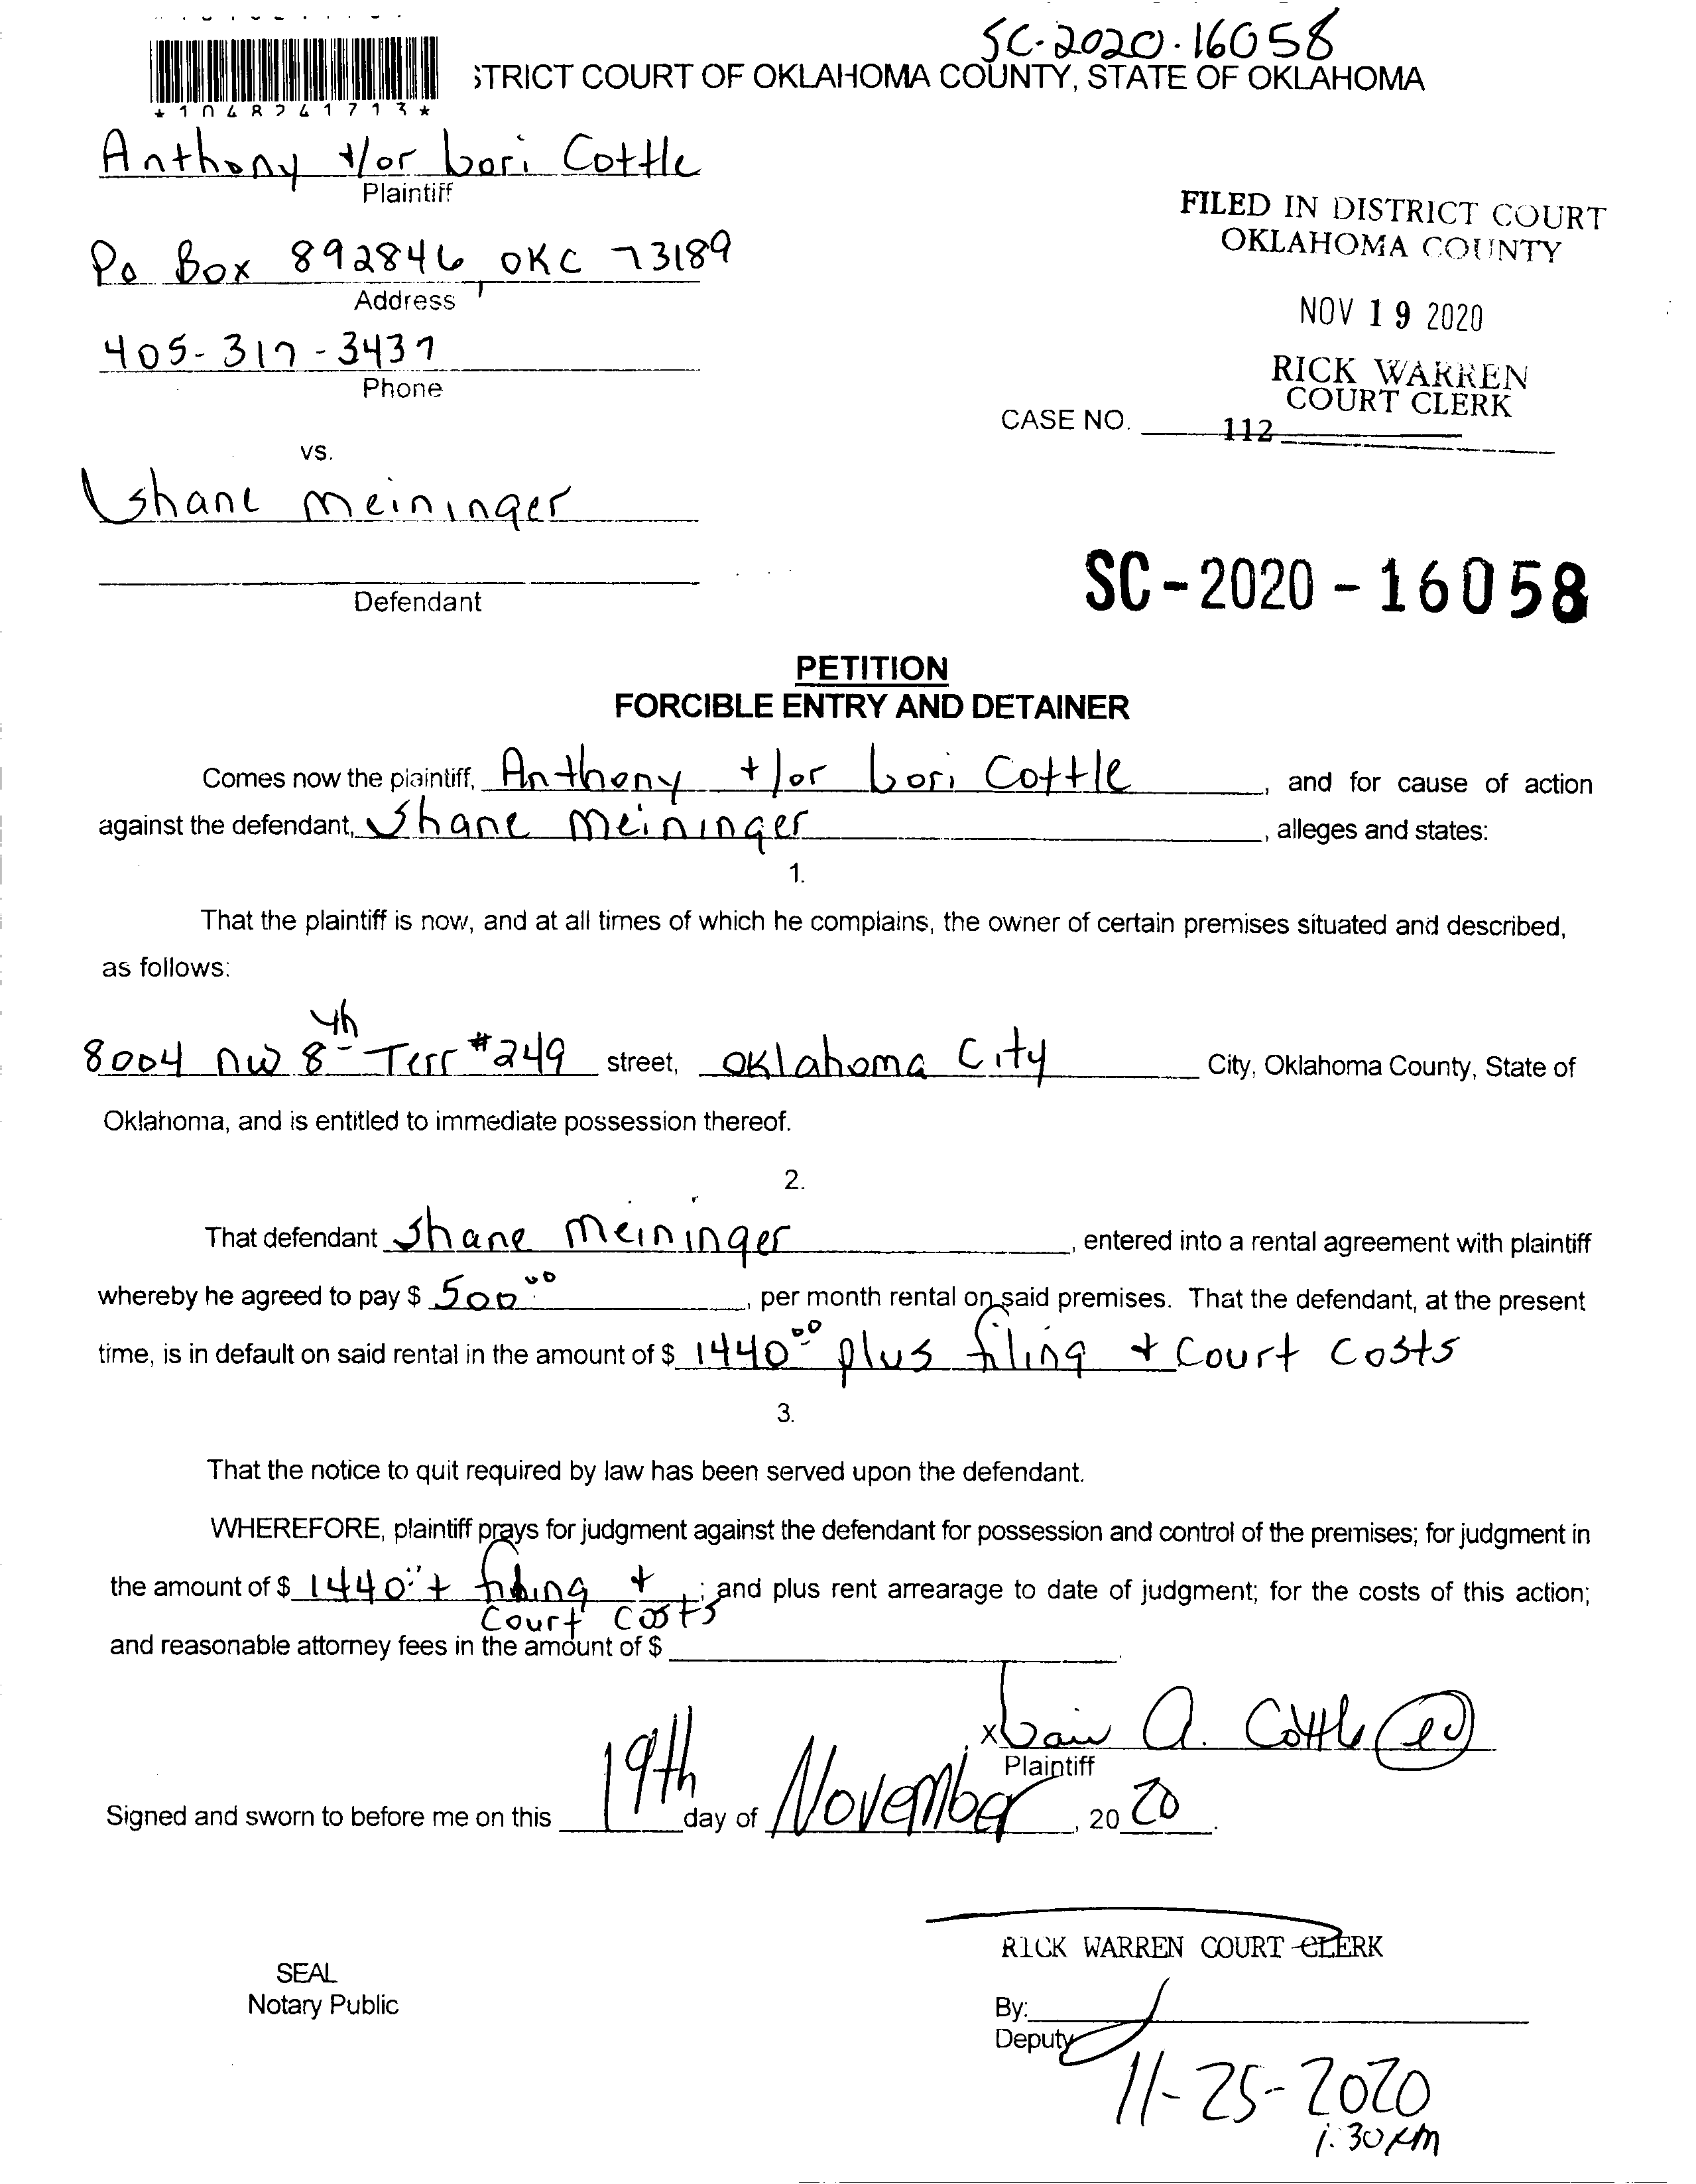 SC-2020-16058
STRICT COURT OF OKLAHOMA COUNTY, STATE OF OKLAHOMA
*1048241713*
Anthony +/or Lori Cottle
Plaintiff
FILED IN DISTRICT COURT
OKLAHOMA COUNTY
PO Box 892846, OKC 73189
Address
NOV 19 2020
405-317-3437
Phone
RICK WARREN
COURT CLERK
CASE NO. 112
vs.
Shane Meininger
Defendant
SC-2020-16058
PETITION
FORCIBLE ENTRY AND DETAINER
Comes now the plaintiff, Anthony +/or Lori Cottle, and for cause of action
against the defendant, Shane Meininger, alleges and states:
1.
That the plaintiff is now, and at all times of which he complains, the owner of certain premises situated and described,
as follows:
8004 NW 8th Terr #249 street, Oklahoma City City, Oklahoma County, State of
Oklahoma, and is entitled to immediate possession thereof.
2.
That defendant Shane Meininger, entered into a rental agreement with plaintiff
whereby he agreed to pay $ 500.00, per month rental on said premises. That the defendant, at the present
time, is in default on said rental in the amount of $ 1440.00 plus filing + Court Costs
3.
That the notice to quit required by law has been served upon the defendant.
WHEREFORE, plaintiff prays for judgment against the defendant for possession and control of the premises; for judgment in
the amount of $ 1440.00 + filing + Court Costs; and plus rent arrearage to date of judgment; for the costs of this action;
and reasonable attorney fees in the amount of $
x Lori A. Cottle
Plaintiff
Signed and sworn to before me on this 19th day of November, 2020.
RICK WARREN COURT CLERK
SEAL
Notary Public
By:
Deputy
11-25-2020
1:30 PM